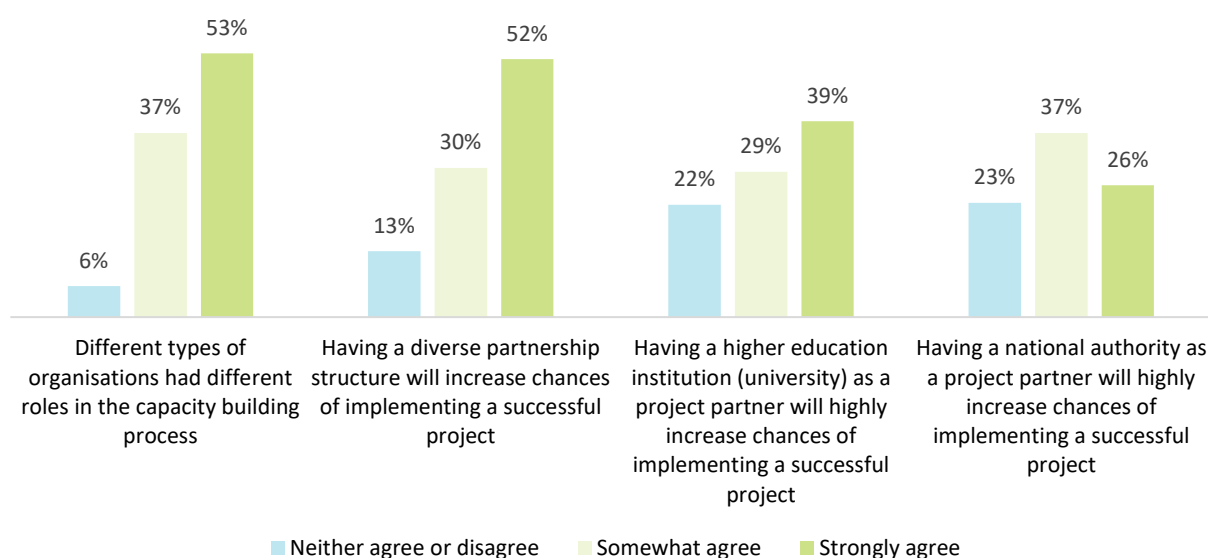 53%
52%
39%
37%
37%
30%
29%
26%
22%
23%
13%
6%
Different types of
organisations had different
roles in the capacity building
process
Having a diverse partnership
structure will increase chances
of implementing a successful
project
Having a higher education
institution (university) as a
project partner will highly
increase chances of
implementing a successful
project
Having a national authority as
a project partner will highly
increase chances of
implementing a successful
project
Neither agree or disagree
Somewhat agree
Strongly agree